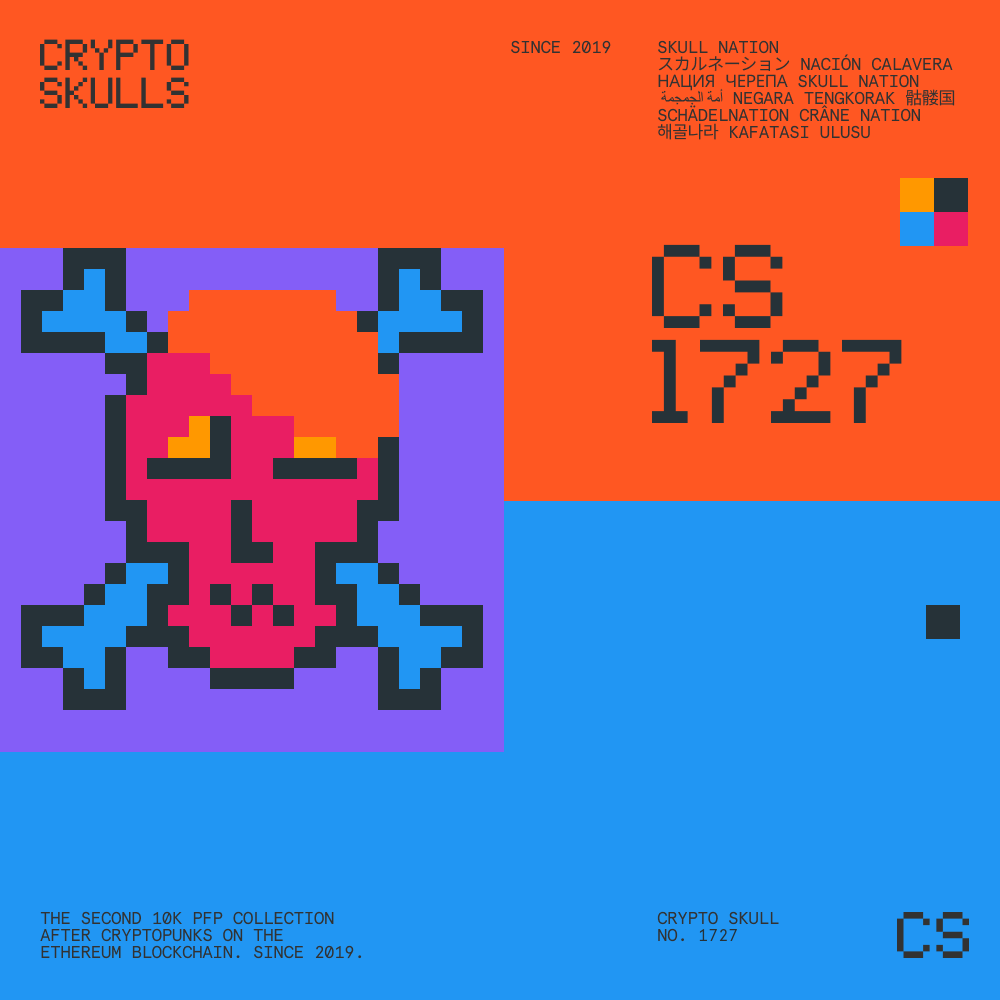 CRYPTO
SKULLS
SINCE 2019
SKULL NATION
スカルネーション NACIÓN CALAVERA
НАЦИЯ ЧЕРЕПА SKULL NATION
أمة الجمجمة NEGARA TENGKORAK 骷髅国
SCHÄDELNATION CRÂNE NATION
해골나라 KAFATASI ULUSU
CS
1727
THE SECOND 10K PFP COLLECTION
AFTER CRYPTOPUNKS ON THE
ETHEREUM BLOCKCHAIN. SINCE 2019.
CRYPTO SKULL
NO. 1727
CS